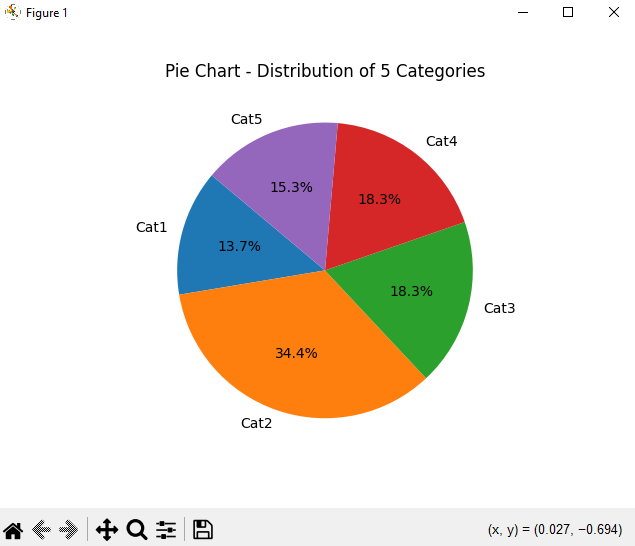 Figure 1
Pie Chart - Distribution of 5 Categories
Cat5
Cat4
15.3%
18.3%
Cat1
13.7%
18.3%
Cat3
34.4%
Cat2
(x, y) = (0.027, −0.694)